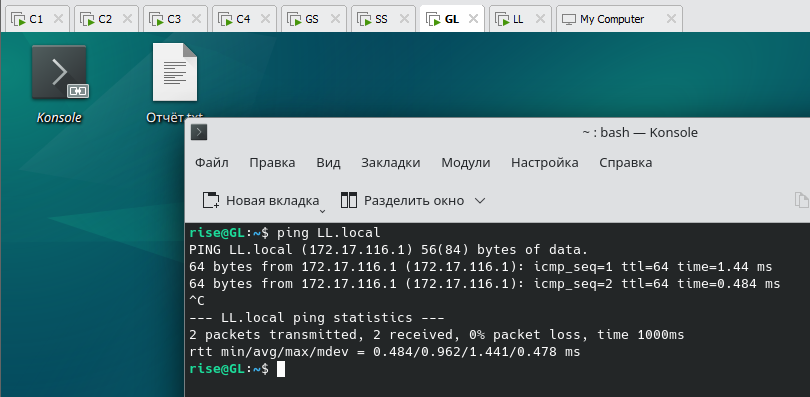 C1 C2 C3 C4 GS SS GL LL My Computer
Konsole
Отчёт.txt
~ : bash — Konsole
Файл Правка Вид Закладки Модули Настройка Справка
Новая вкладка Разделить окно
rise@GL:~$ ping LL.local
PING LL.local (172.17.116.1) 56(84) bytes of data.
64 bytes from 172.17.116.1 (172.17.116.1): icmp_seq=1 ttl=64 time=1.44 ms
64 bytes from 172.17.116.1 (172.17.116.1): icmp_seq=2 ttl=64 time=0.484 ms
^C
--- LL.local ping statistics ---
2 packets transmitted, 2 received, 0% packet loss, time 1000ms
rtt min/avg/max/mdev = 0.484/0.962/1.441/0.478 ms
rise@GL:~$